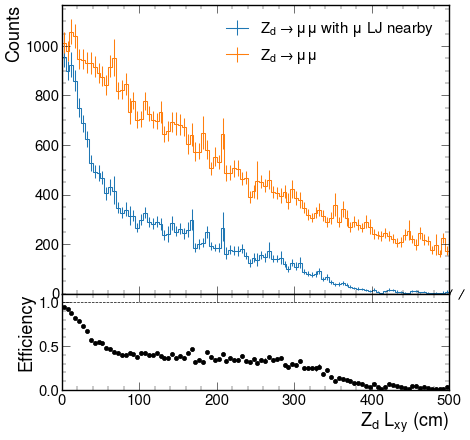 Counts
1000
800
600
400
200
0
Z_d → μ μ with μ LJ nearby
Z_d → μ μ
Efficiency
1.0
0.5
0.0
0 100 200 300 400 500
Z_d L_xy (cm)